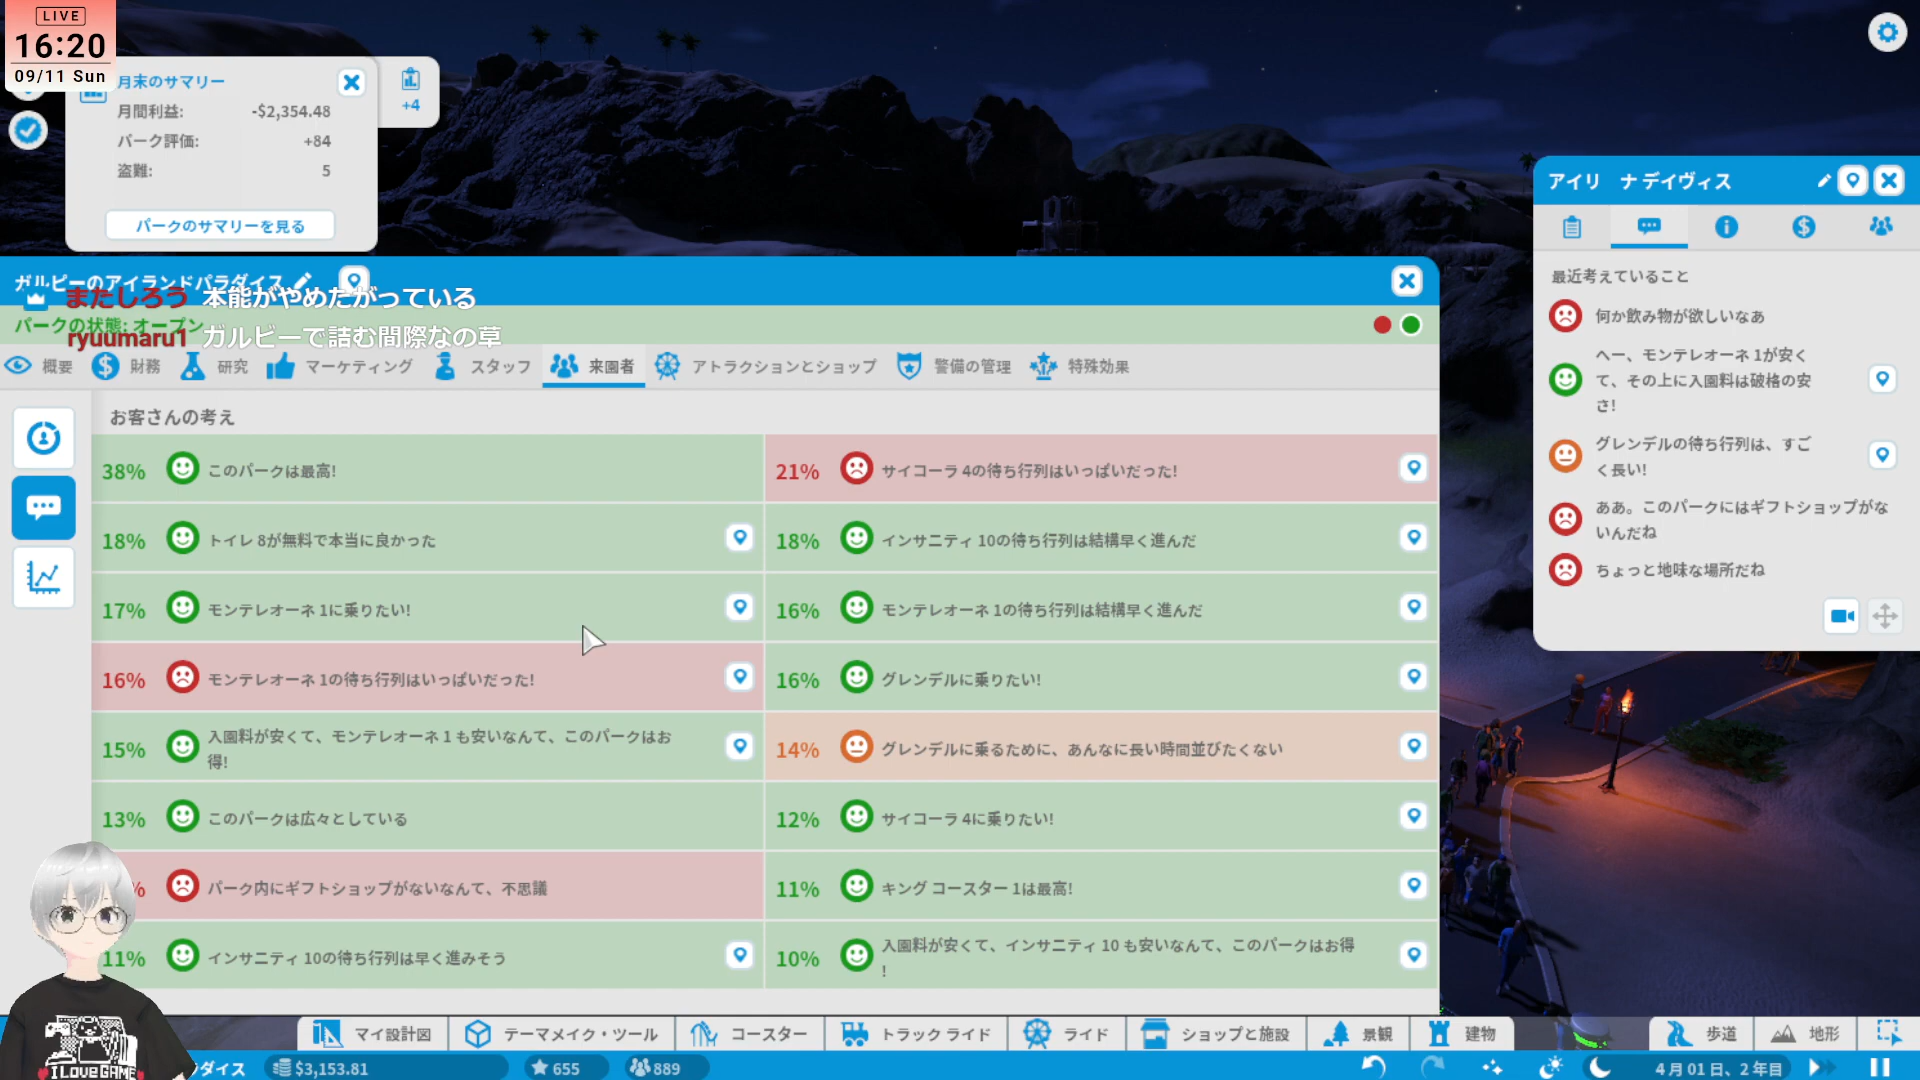 LIVE
16:20
09/11 Sun
月末のサマリー
月間利益: -$2,354.48
パーク評価: +84
盗難: 5
パークのサマリーを見る
+4
アイリ ナ デイヴィス
最近考えていること
何か飲み物が欲しいなあ
へー、モンテレオーネ 1が安く
て、その上に入園料は破格の安
さ!
グレンデルの待ち行列は、すご
く長い!
ああ。このパークにはギフトショップがな
いんだね
ちょっと地味な場所だね
ガルピーのアイランドパラダイス
またしろう 本能がやめたがっている
パークの状態: オープン
ryuumaru1 ガルピーで詰む間際なの草
概要 財務 研究 マーケティング スタッフ 来園者 アトラクションとショップ 警備の管理 特殊効果
お客さんの考え
38% このパークは最高!
21% サイコーラ 4の待ち行列はいっぱいだった!
18% トイレ 8が無料で本当に良かった
18% インサニティ 10の待ち行列は結構早く進んだ
17% モンテレオーネ 1に乗りたい!
16% モンテレオーネ 1の待ち行列は結構早く進んだ
16% モンテレオーネ 1の待ち行列はいっぱいだった!
16% グレンデルに乗りたい!
15% 入園料が安くて、モンテレオーネ 1 も安いなんて、このパークはお
得!
14% グレンデルに乗るために、あんなに長い時間並びたくない
13% このパークは広々としている
12% サイコーラ 4に乗りたい!
% パーク内にギフトショップがないなんて、不思議
11% キング コースター 1は最高!
11% インサニティ 10の待ち行列は早く進みそう
10% 入園料が安くて、インサニティ 10 も安いなんて、このパークはお得
!
マイ設計図 テーマメイク・ツール コースター トラック ライド ライド ショップと施設 景観 建物 歩道 地形
I LOVE GAME
ダイス $3,153.81 655 889 4 月 01 日、2 年目